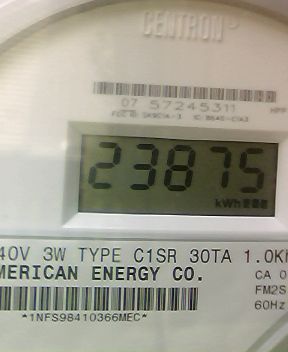 CENTRON
07 57245311
23875
kWh
40V 3W TYPE C1SR 30TA 1.0Kh
MERICAN ENERGY CO.
CA 0
FM2S
60Hz
*1NFS98410366MEC*